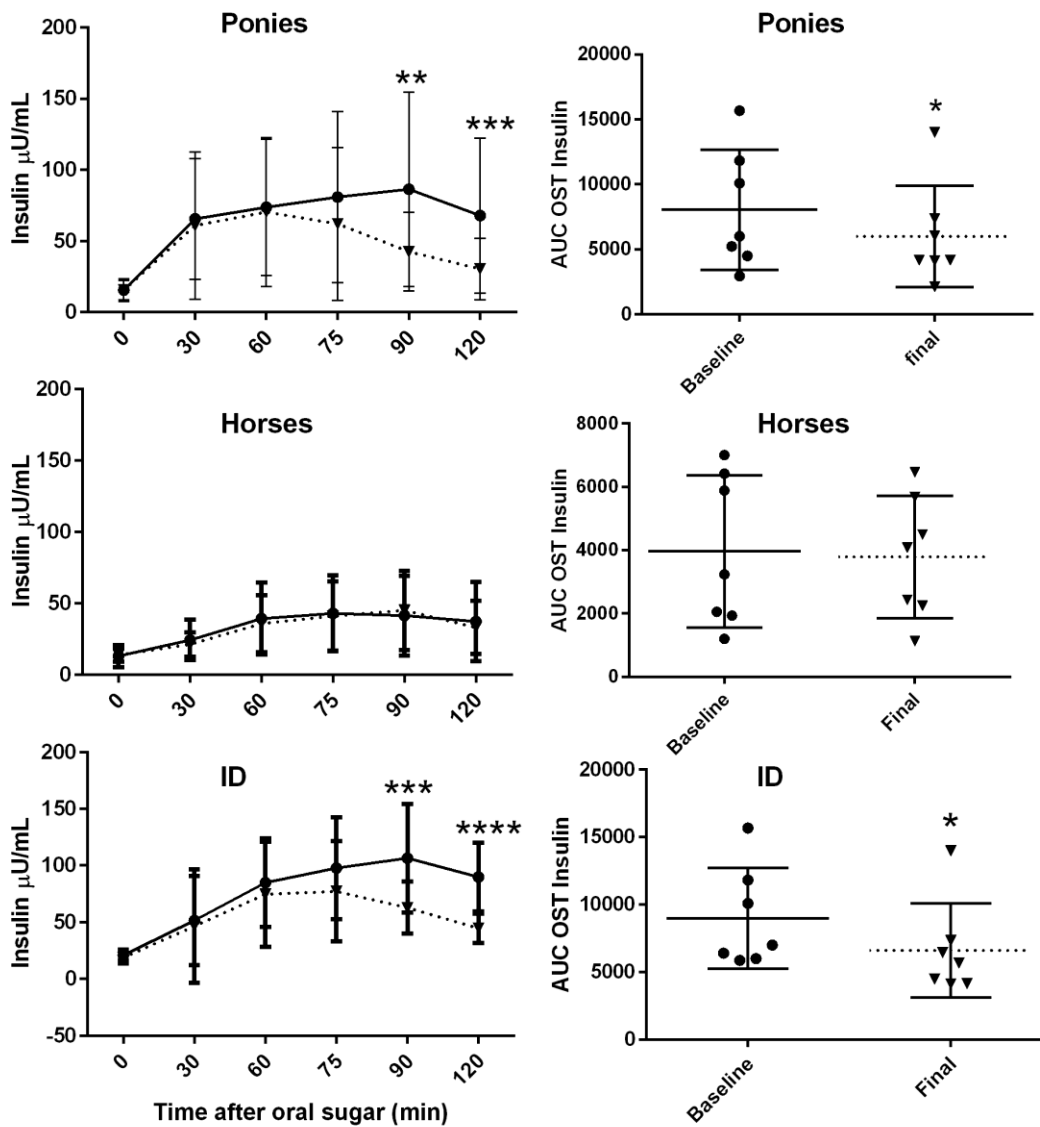 Ponies
Insulin µU/mL
200
150
100
50
0
** ***
0 30 60 75 90 120
Ponies
AUC OST Insulin
20000
15000
10000
5000
0
*
Baseline final
Horses
Insulin µU/mL
200
150
100
50
0
0 30 60 75 90 120
Horses
AUC OST Insulin
8000
6000
4000
2000
0
Baseline Final
ID
Insulin µU/mL
200
150
100
50
0
-50
*** ****
0 30 60 75 90 120
Time after oral sugar (min)
ID
AUC OST Insulin
20000
15000
10000
5000
0
*
Baseline Final